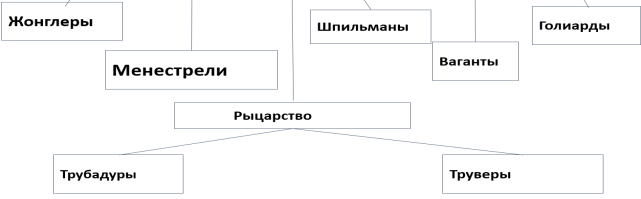 Жонглеры
Шпильманы
Голиарды
Менестрели
Ваганты
Рыцарство
Трубадуры
Труверы